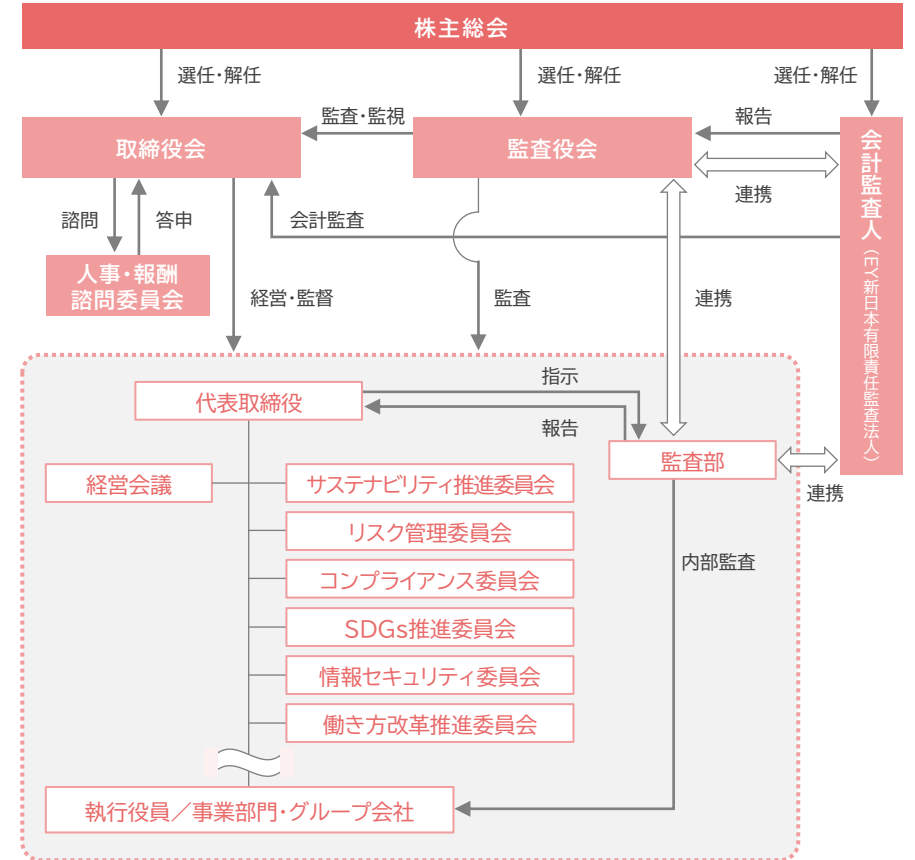 株主総会
選任・解任
選任・解任
選任・解任
取締役会
監査・監視
監査役会
報告
連携
会計監査人
(EY新日本有限責任監査法人)
諮問
答申
会計監査
人事・報酬
諮問委員会
経営・監督
監査
連携
指示
代表取締役
報告
監査部
連携
経営会議
サステナビリティ推進委員会
リスク管理委員会
コンプライアンス委員会
内部監査
SDGs推進委員会
情報セキュリティ委員会
働き方改革推進委員会
執行役員／事業部門・グループ会社